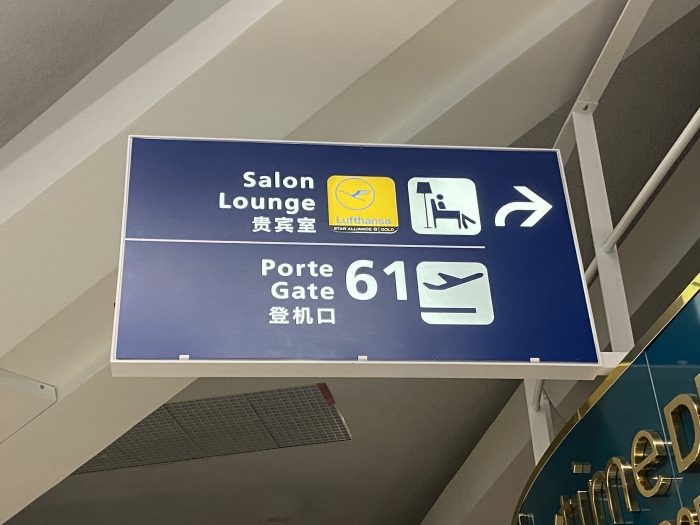 Salon
Lounge
贵宾室
Lufthansa
STAR ALLIANCE GOLD
Porte
Gate
登机口
61